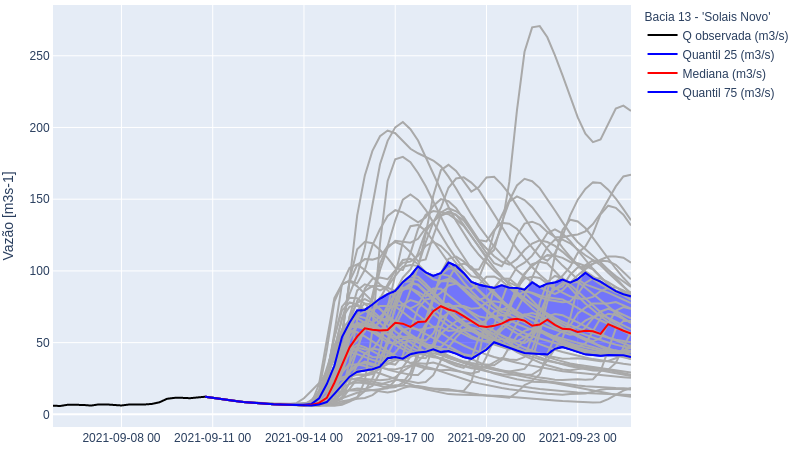 Bacia 13 - 'Solais Novo'
Q observada (m3/s)
Quantil 25 (m3/s)
Mediana (m3/s)
Quantil 75 (m3/s)
Vazão [m3s-1]
250
200
150
100
50
0
2021-09-08 00 2021-09-11 00 2021-09-14 00 2021-09-17 00 2021-09-20 00 2021-09-23 00